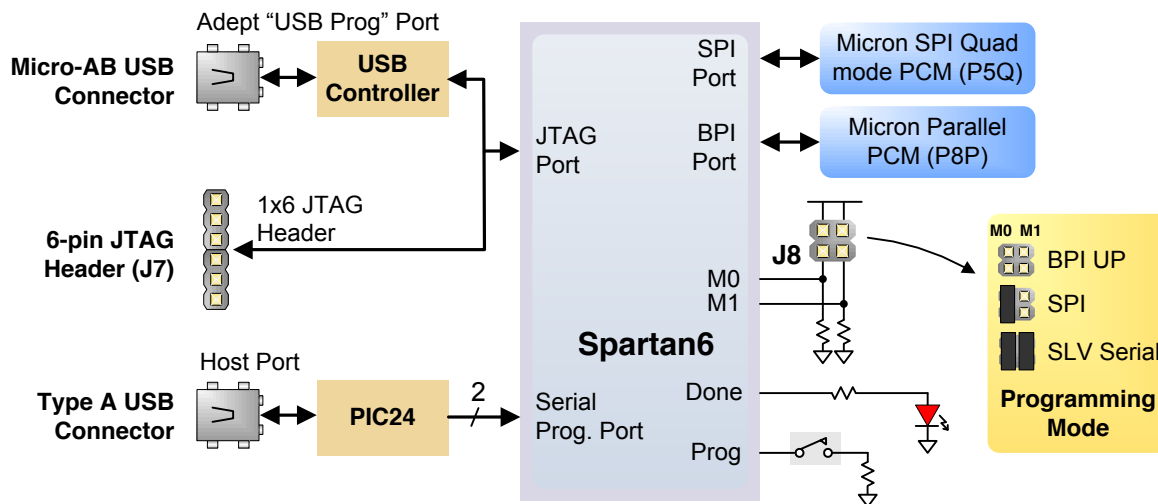 Adept “USB Prog” Port
Micro-AB USB
Connector
USB
Controller
6-pin JTAG
Header (J7)
1x6 JTAG
Header
Host Port
Type A USB
Connector
PIC24
2
JTAG
Port
Serial
Prog. Port
Spartan6
SPI
Port
BPI
Port
M0
M1
Done
Prog
Micron SPI Quad
mode PCM (P5Q)
Micron Parallel
PCM (P8P)
J8
M0 M1
BPI UP
SPI
SLV Serial
Programming
Mode